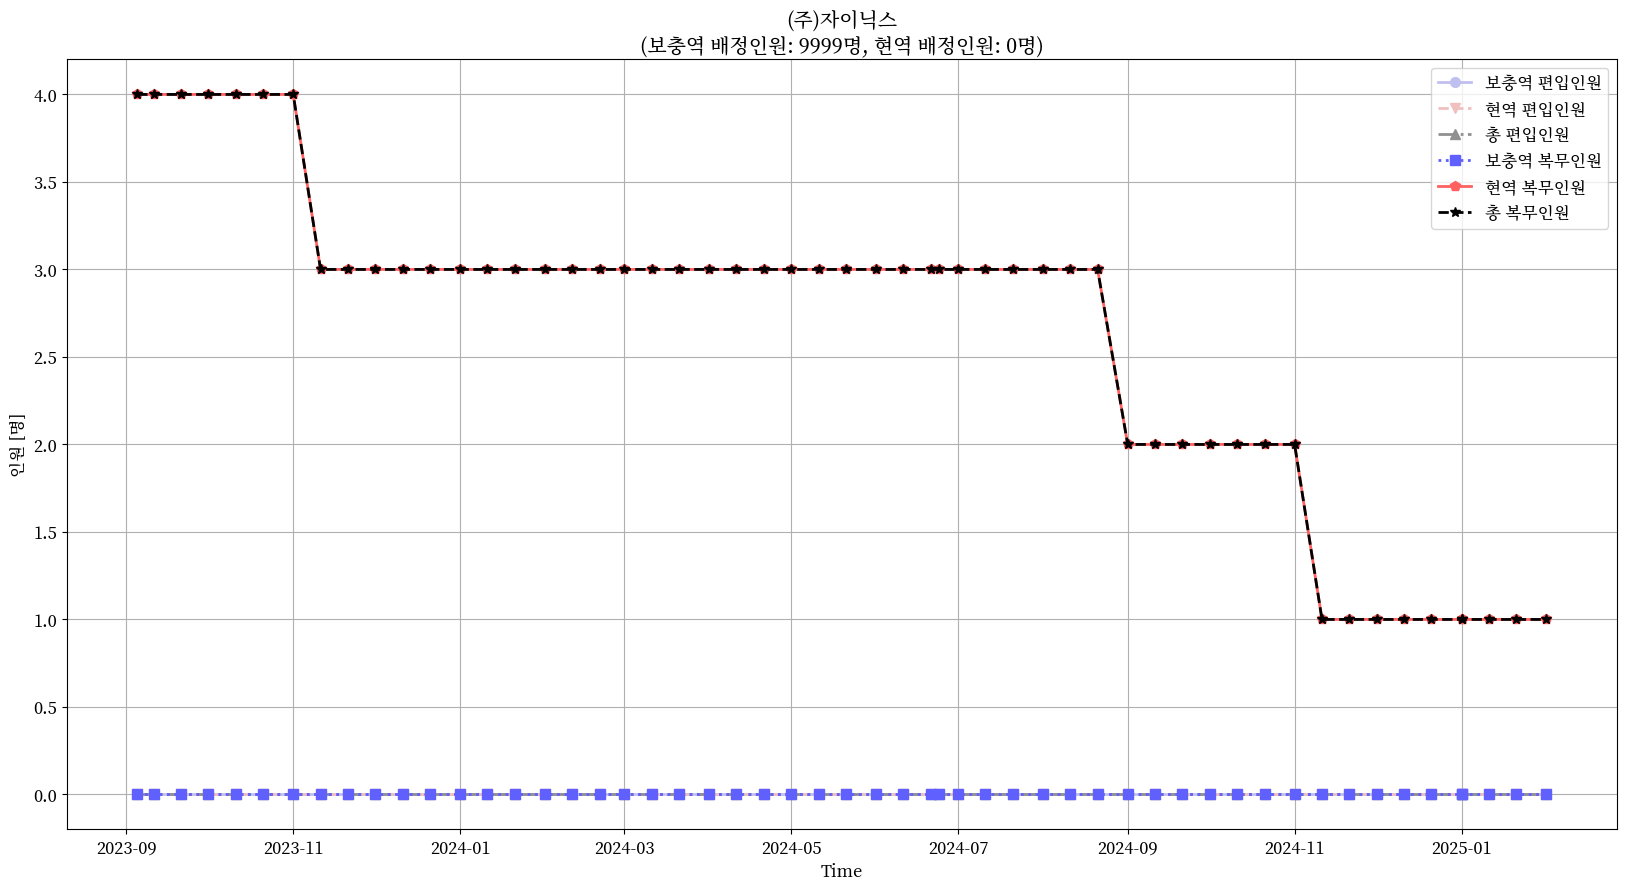 (주)자이닉스
(보충역 배정인원: 9999명, 현역 배정인원: 0명)
보충역 편입인원
현역 편입인원
총 편입인원
보충역 복무인원
현역 복무인원
총 복무인원
인원 [명]
4.0
3.5
3.0
2.5
2.0
1.5
1.0
0.5
0.0
2023-09 2023-11 2024-01 2024-03 2024-05 2024-07 2024-09 2024-11 2025-01
Time